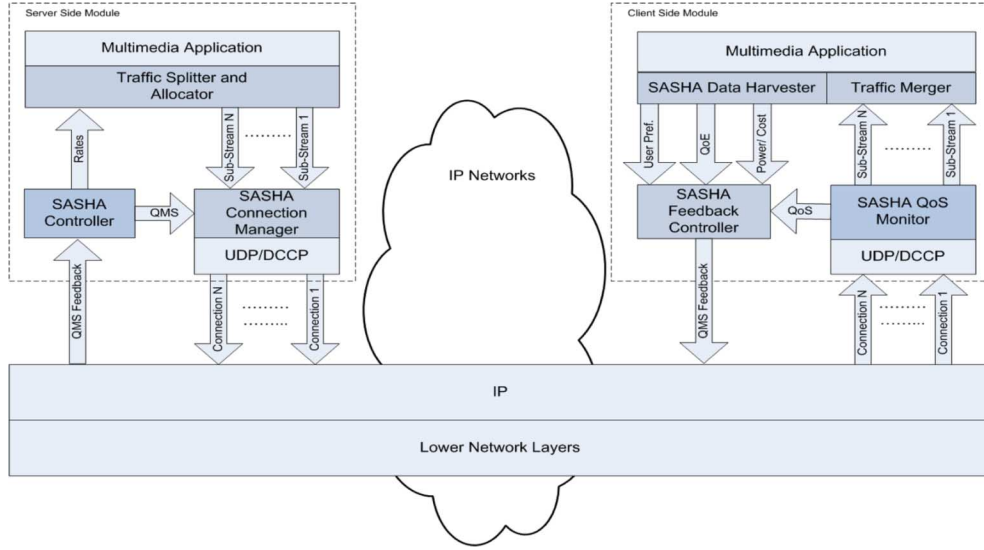 Server Side Module
Multimedia Application
Traffic Splitter and
Allocator
Rates
Sub-Stream N
.........
Sub-Stream 1
SASHA
Controller
QMS
SASHA
Connection
Manager
UDP/DCCP
QMS Feedback
Connection N
.........
.........
Connection 1
IP Networks
Client Side Module
Multimedia Application
SASHA Data Harvester
Traffic Merger
User Pref.
QoE
Power/ Cost
Sub-Stream N
.........
Sub-Stream 1
SASHA
Feedback
Controller
QoS
SASHA QoS
Monitor
UDP/DCCP
QMS Feedback
Connection N
.........
.........
Connection 1
IP
Lower Network Layers